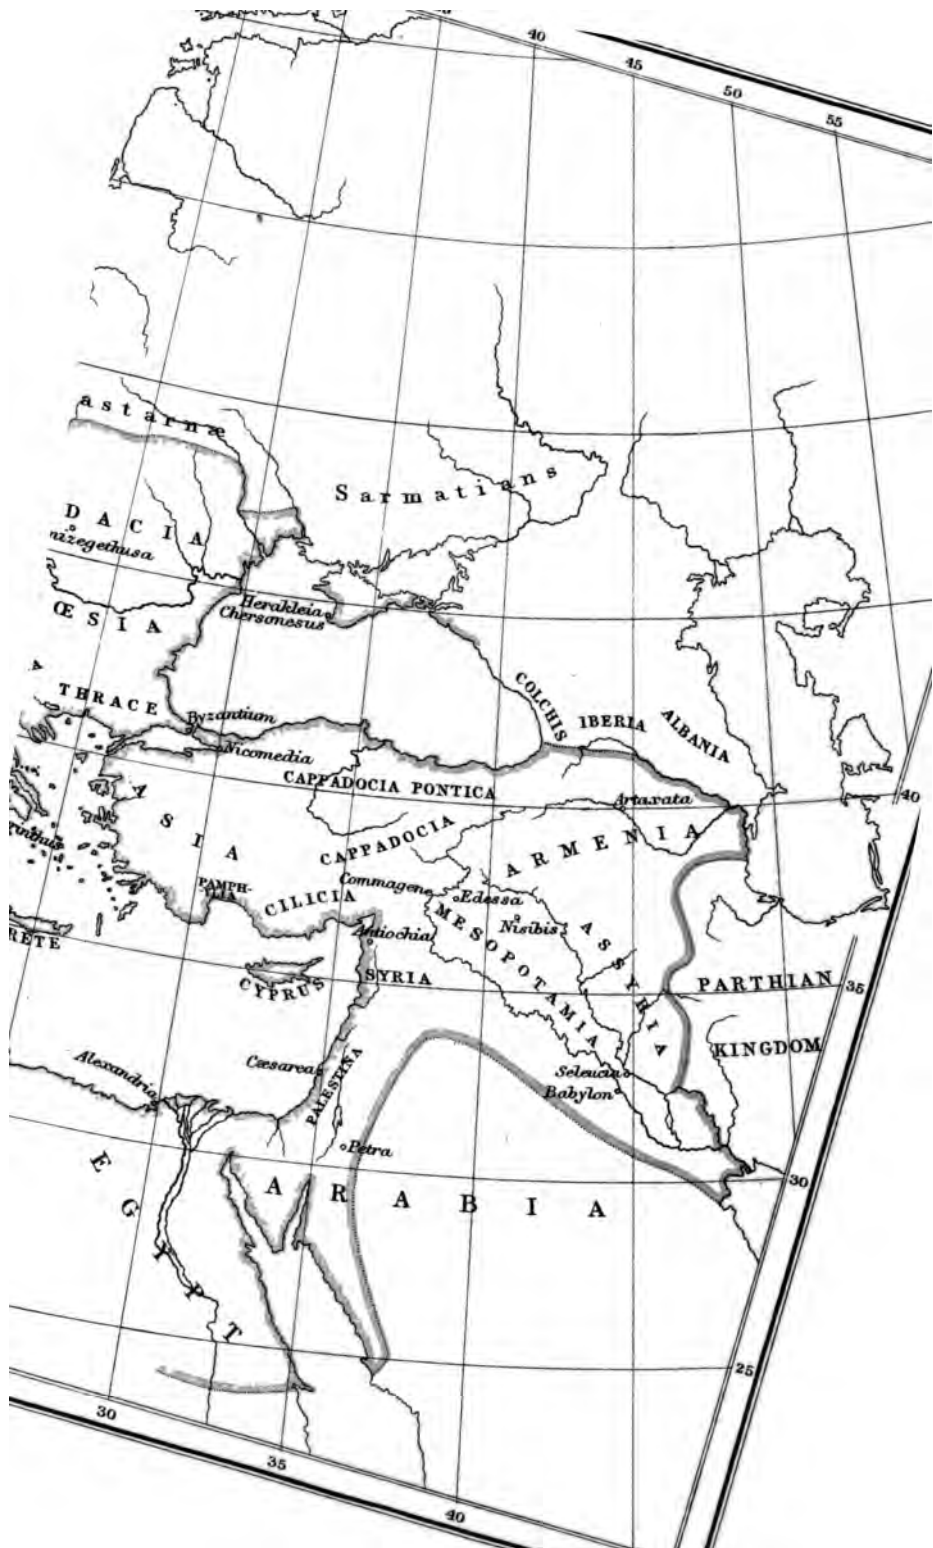 40
45
50
55
astarnæ
Sarmatians
DACIA
nizegethusa
ŒSIA
Herakleia
Chersonesus
THRACE
Byzantium
Nicomedia
COLCHIS
IBERIA
ALBANIA
CAPPADOCIA PONTICA
40
Artaxata
ASIA
CAPPADOCIA
ARMENIA
rinthus
PAMPH-
YLIA
CILICIA
Commagene
Edessa
Nisibis
MESOPOTAMIA
ASSYRIA
RETE
Antiochia
CYPRUS
SYRIA
PARTHIAN
KINGDOM
35
Alexandria
Cæsarea
PALESTINA
Seleucia
Babylon
Petra
30
EGYPT
ARABIA
25
30
35
40